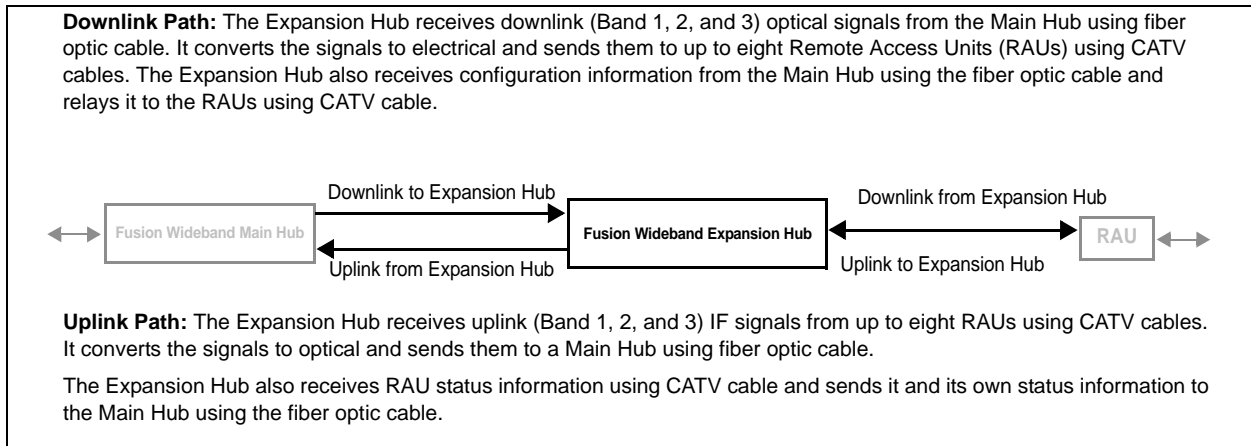 Downlink Path: The Expansion Hub receives downlink (Band 1, 2, and 3) optical signals from the Main Hub using fiber
optic cable. It converts the signals to electrical and sends them to up to eight Remote Access Units (RAUs) using CATV
cables. The Expansion Hub also receives configuration information from the Main Hub using the fiber optic cable and
relays it to the RAUs using CATV cable.
Downlink to Expansion Hub
Downlink from Expansion Hub
Fusion Wideband Main Hub
Fusion Wideband Expansion Hub
RAU
Uplink from Expansion Hub
Uplink to Expansion Hub
Uplink Path: The Expansion Hub receives uplink (Band 1, 2, and 3) IF signals from up to eight RAUs using CATV cables.
It converts the signals to optical and sends them to a Main Hub using fiber optic cable.
The Expansion Hub also receives RAU status information using CATV cable and sends it and its own status information to
the Main Hub using the fiber optic cable.